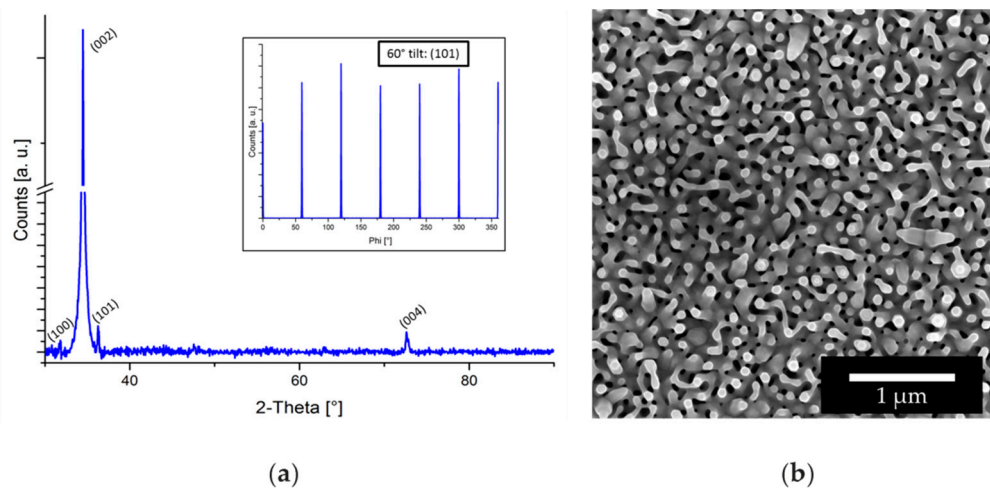 (002)
60° tilt: (101)
Counts [a. u.]
0 50 100 150 200 250 300 350
Phi [°]
Counts [a. u.]
(100)
(101)
(004)
40 60 80
2-Theta [°]
1 µm
(a) (b)